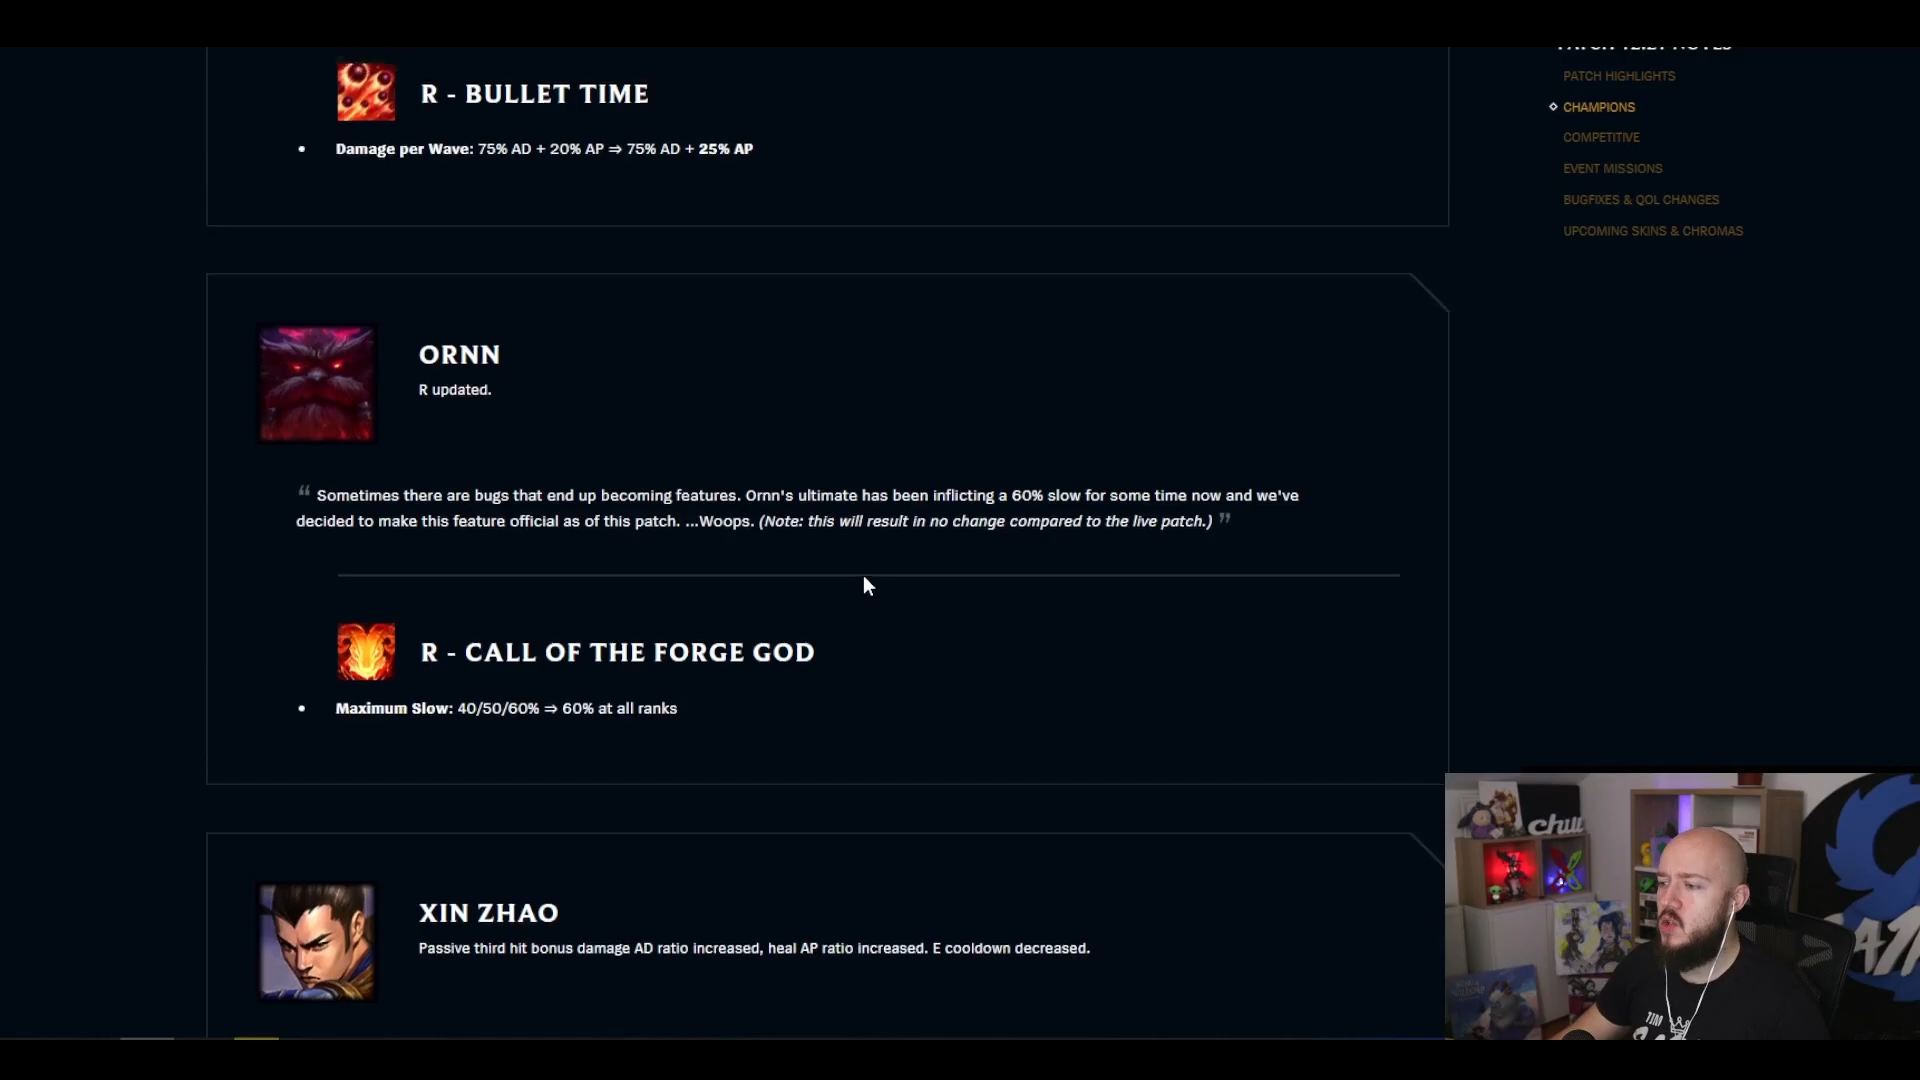 R - BULLET TIME
• Damage per Wave: 75% AD + 20% AP ⇒ 75% AD + 25% AP
ORNN
R updated.
“ Sometimes there are bugs that end up becoming features. Ornn's ultimate has been inflicting a 60% slow for some time now and we've
decided to make this feature official as of this patch. ...Woops. (Note: this will result in no change compared to the live patch.) ”
R - CALL OF THE FORGE GOD
• Maximum Slow: 40/50/60% ⇒ 60% at all ranks
XIN ZHAO
Passive third hit bonus damage AD ratio increased, heal AP ratio increased. E cooldown decreased.
NOTES
PATCH HIGHLIGHTS
CHAMPIONS
COMPETITIVE
EVENT MISSIONS
BUGFIXES & QOL CHANGES
UPCOMING SKINS & CHROMAS